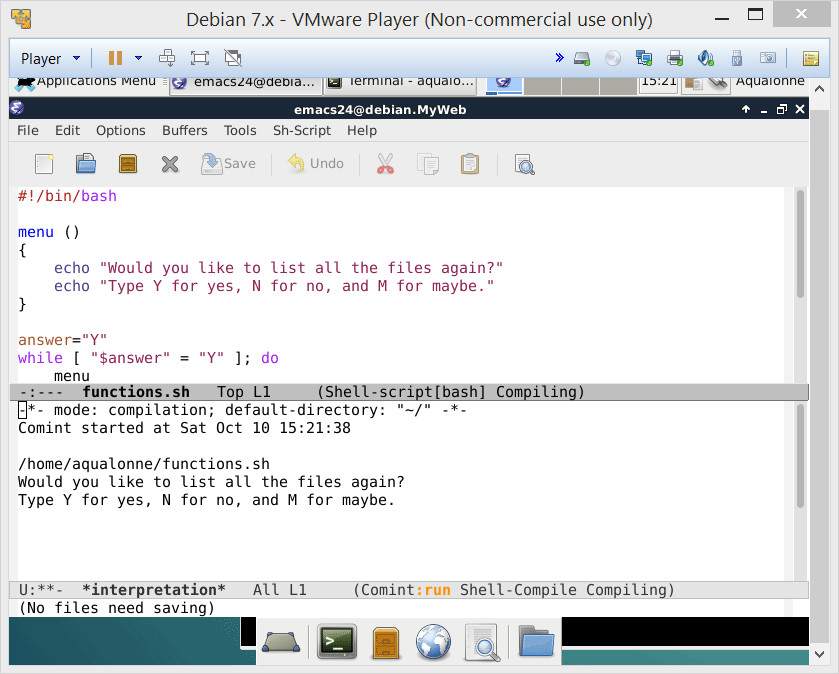 Debian 7.x - VMware Player (Non-commercial use only)
Player
Applications Menu emacs24@debia... Terminal - aqualo... 15:21 Aqualonne
emacs24@debian.MyWeb
File Edit Options Buffers Tools Sh-Script Help
Save Undo
#!/bin/bash
menu ()
{
    echo "Would you like to list all the files again?"
    echo "Type Y for yes, N for no, and M for maybe."
}
answer="Y"
while [ "$answer" = "Y" ]; do
    menu
-:--- functions.sh Top L1 (Shell-script[bash] Compiling)
-*- mode: compilation; default-directory: "~/" -*-
Comint started at Sat Oct 10 15:21:38
/home/aqualonne/functions.sh
Would you like to list all the files again?
Type Y for yes, N for no, and M for maybe.
U:**- *interpretation* All L1 (Comint:run Shell-Compile Compiling)
(No files need saving)